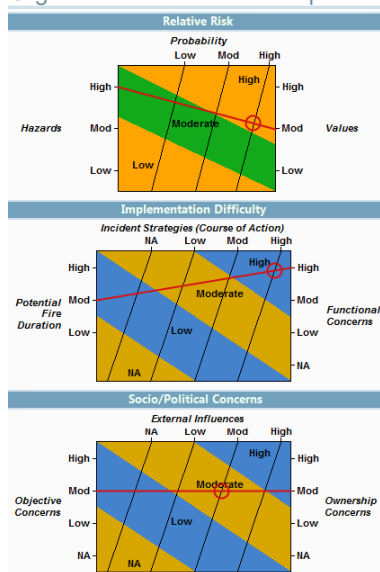 Relative Risk
Probability
Low Mod High
High High High
Hazards Mod Moderate Mod Values
Low Low Low
Implementation Difficulty
Incident Strategies (Course of Action)
NA Low Mod High
High High High
Potential Fire Duration Mod Moderate Functional Concerns
Mod
Low Low Low
NA NA
Socio/Political Concerns
External Influences
NA Low Mod High
High High High
Objective Concerns Mod Moderate Mod Ownership Concerns
Low Low Low
NA NA NA